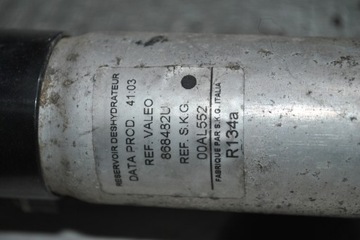 RESERVOIR DESHYDRATEUR
DATA PROD. 41:03
REF. VALEO
868482U
REF. S.K.G.
00AL552
FABRIQUE PAR S.K.G. ITALIA
R134a